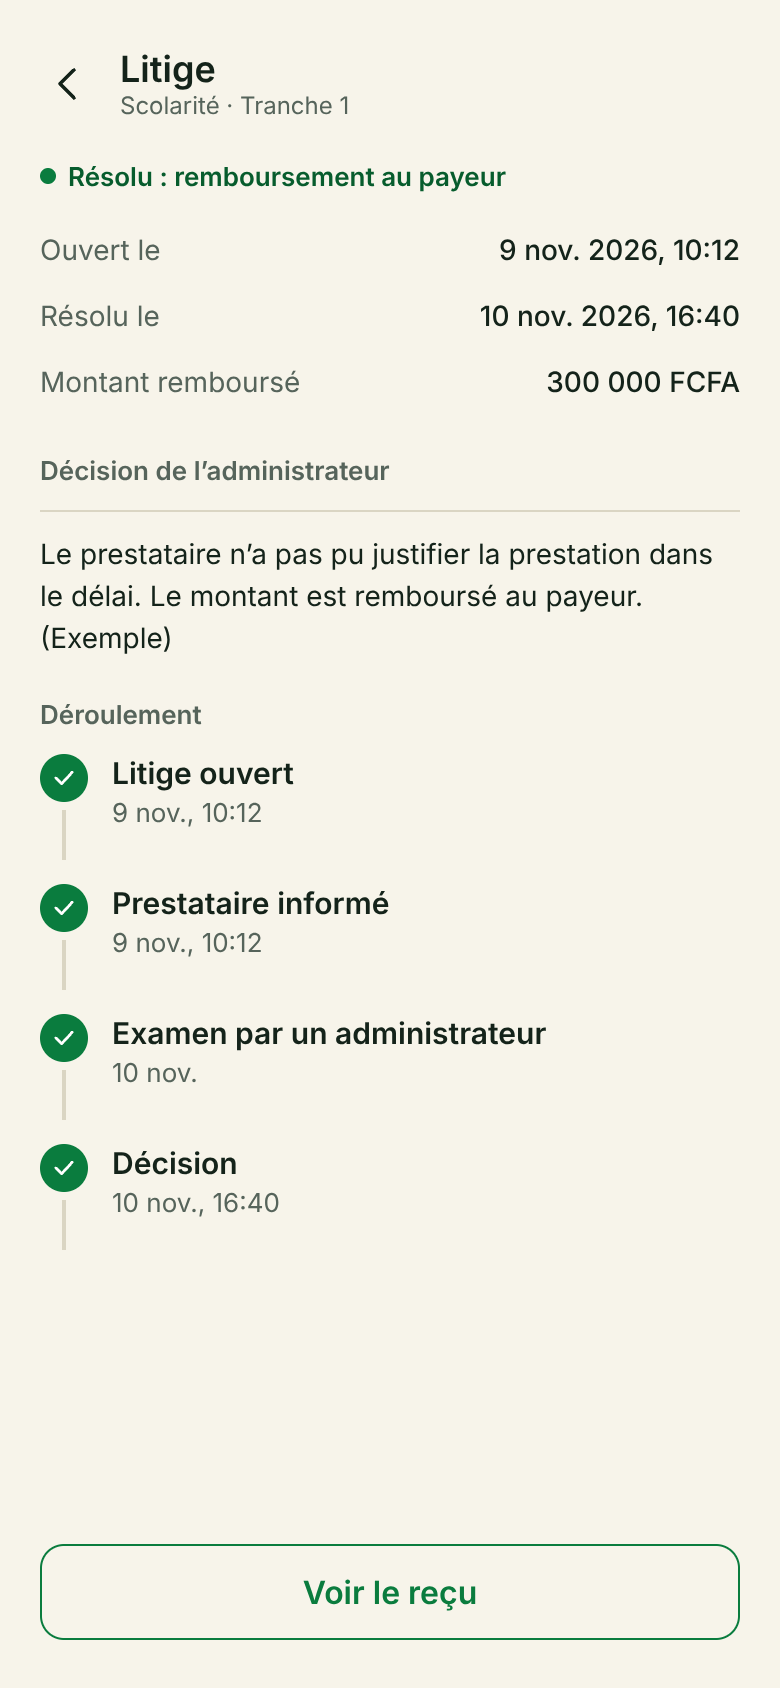 Litige
Scolarité · Tranche 1
Résolu : remboursement au payeur
Ouvert le 9 nov. 2026, 10:12
Résolu le 10 nov. 2026, 16:40
Montant remboursé 300 000 FCFA
Décision de l’administrateur
Le prestataire n’a pas pu justifier la prestation dans
le délai. Le montant est remboursé au payeur.
(Exemple)
Déroulement
Litige ouvert
9 nov., 10:12
Prestataire informé
9 nov., 10:12
Examen par un administrateur
10 nov.
Décision
10 nov., 16:40
Voir le reçu